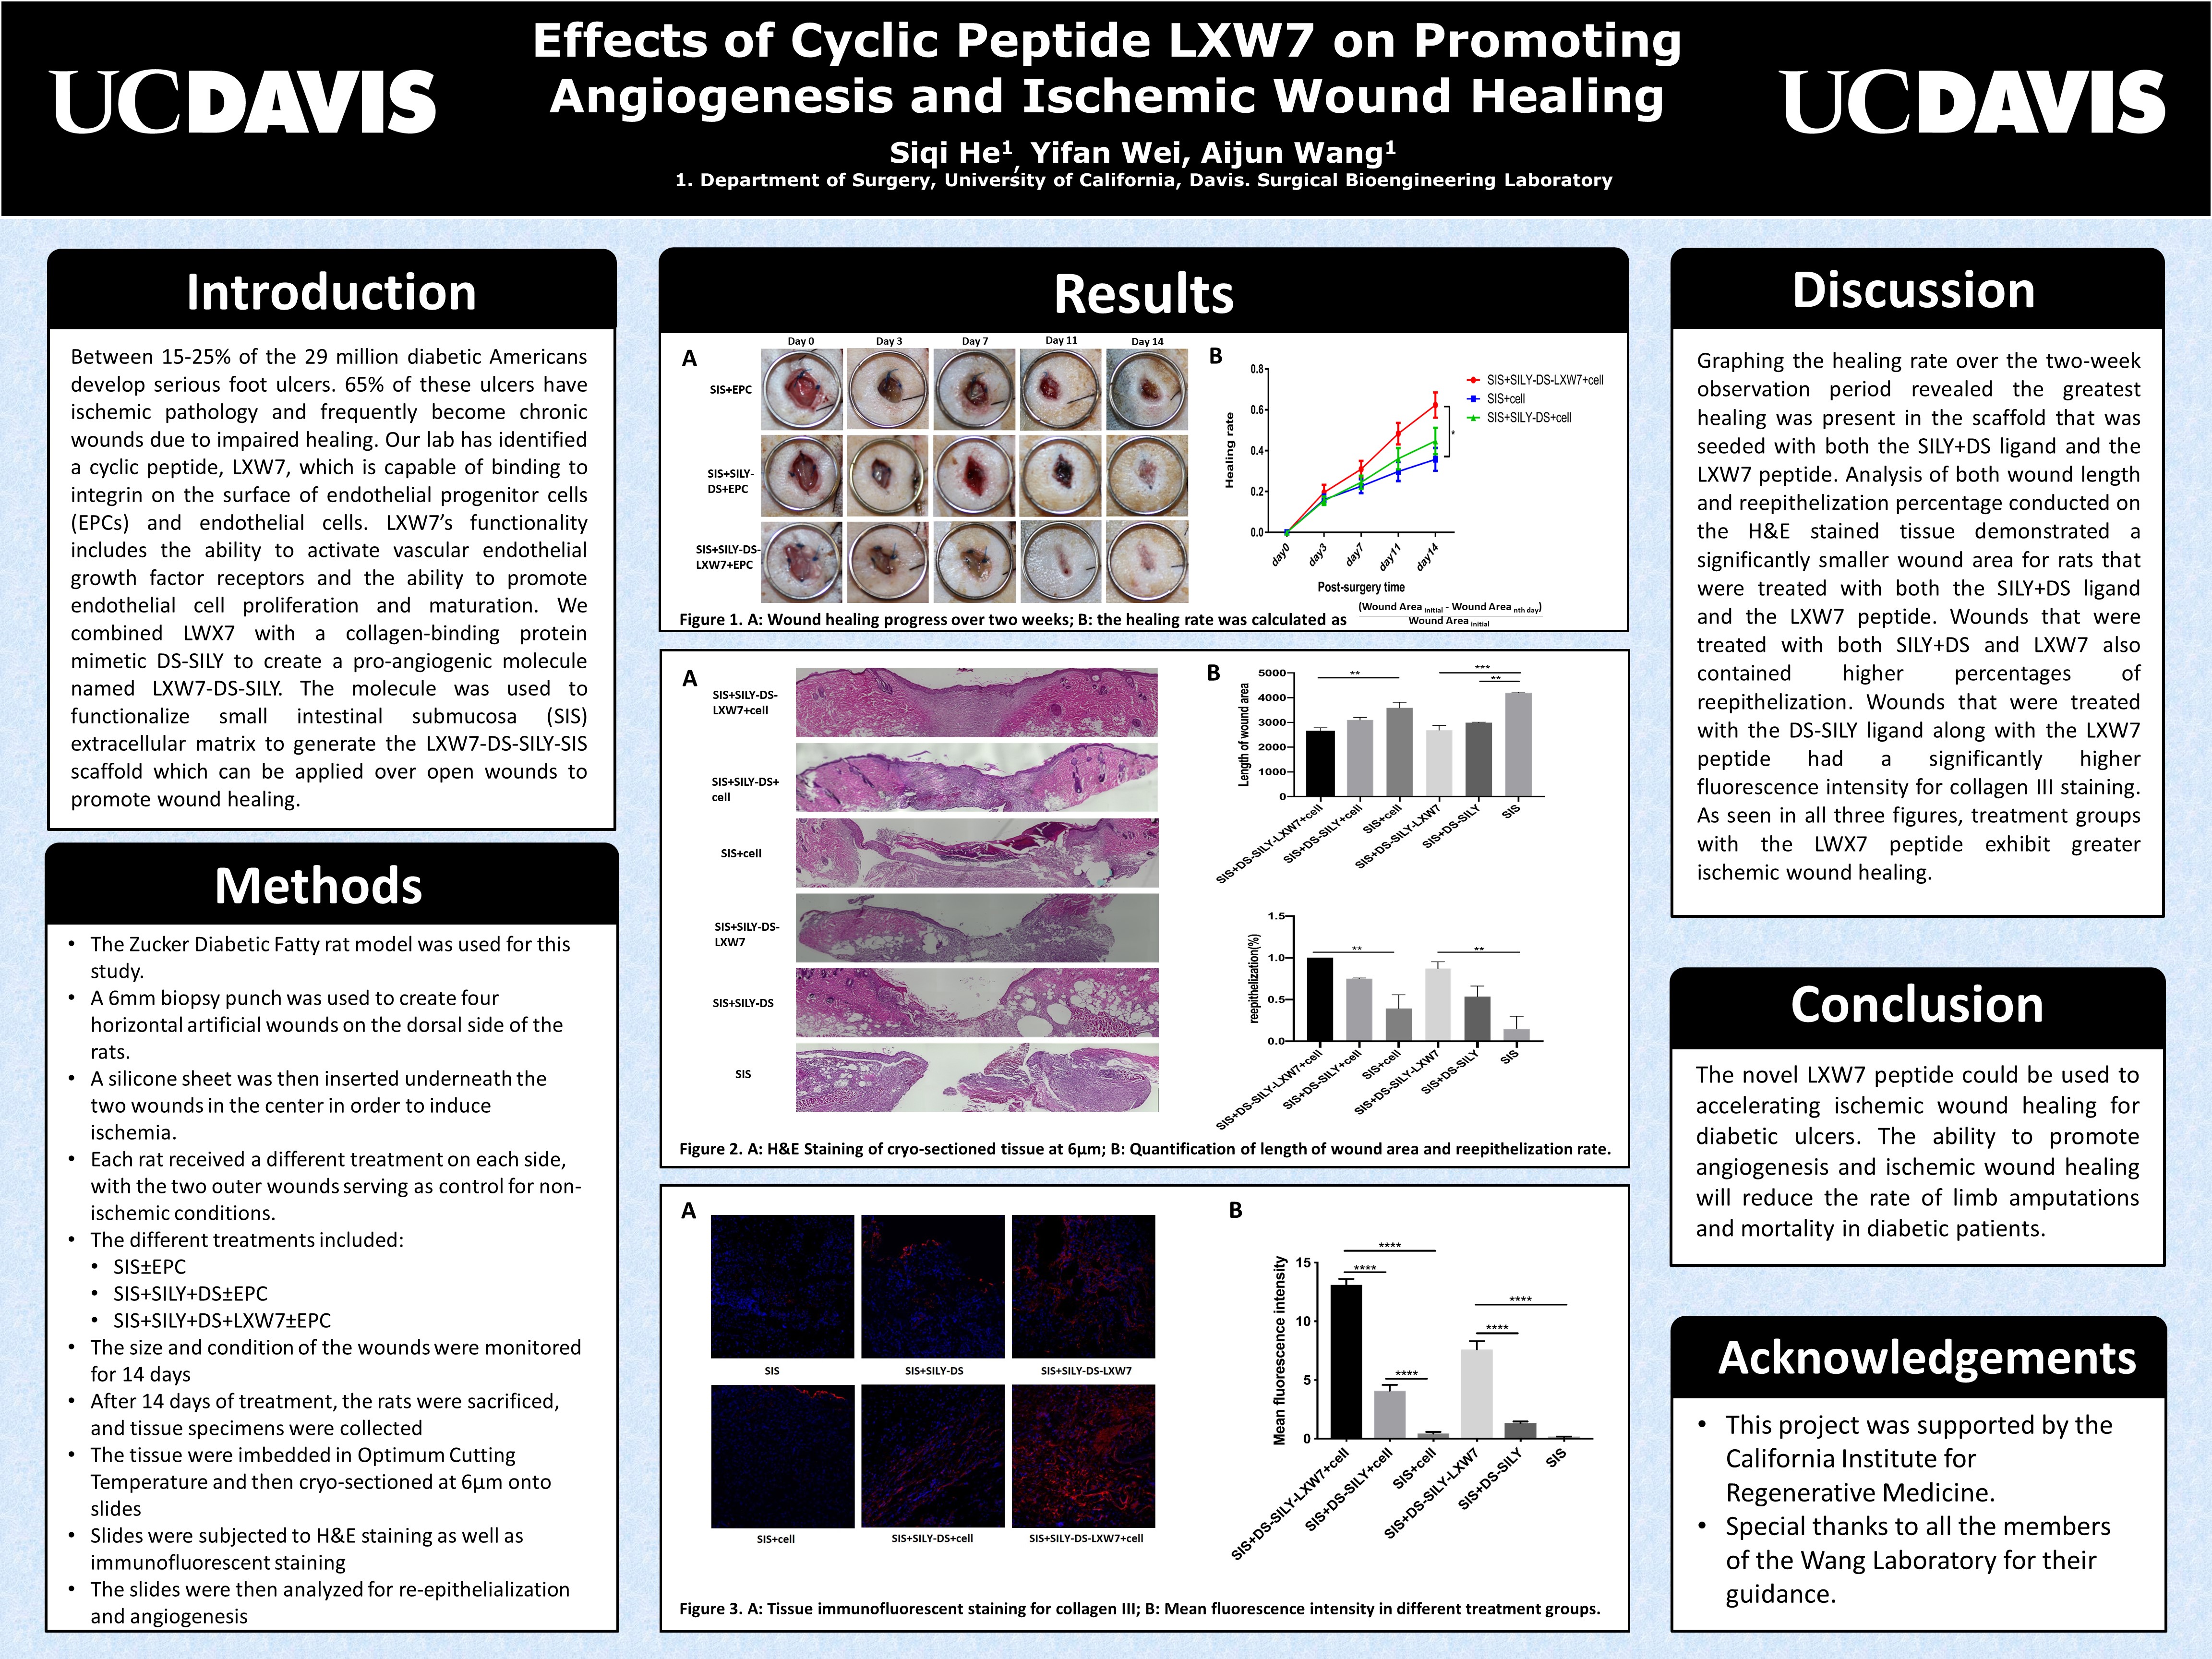 UCDAVIS
Effects of Cyclic Peptide LXW7 on Promoting
Angiogenesis and Ischemic Wound Healing
Siqi He1, Yifan Wei, Aijun Wang1
1. Department of Surgery, University of California, Davis. Surgical Bioengineering Laboratory
UCDAVIS
Introduction
Between 15-25% of the 29 million diabetic Americans
develop serious foot ulcers. 65% of these ulcers have
ischemic pathology and frequently become chronic
wounds due to impaired healing. Our lab has identified
a cyclic peptide, LXW7, which is capable of binding to
integrin on the surface of endothelial progenitor cells
(EPCs) and endothelial cells. LXW7’s functionality
includes the ability to activate vascular endothelial
growth factor receptors and the ability to promote
endothelial cell proliferation and maturation. We
combined LWX7 with a collagen-binding protein
mimetic DS-SILY to create a pro-angiogenic molecule
named LXW7-DS-SILY. The molecule was used to
functionalize small intestinal submucosa (SIS)
extracellular matrix to generate the LXW7-DS-SILY-SIS
scaffold which can be applied over open wounds to
promote wound healing.
Methods
• The Zucker Diabetic Fatty rat model was used for this
study.
• A 6mm biopsy punch was used to create four
horizontal artificial wounds on the dorsal side of the
rats.
• A silicone sheet was then inserted underneath the
two wounds in the center in order to induce
ischemia.
• Each rat received a different treatment on each side,
with the two outer wounds serving as control for non-
ischemic conditions.
• The different treatments included:
• SIS±EPC
• SIS+SILY+DS±EPC
• SIS+SILY+DS+LXW7±EPC
• The size and condition of the wounds were monitored
for 14 days
• After 14 days of treatment, the rats were sacrificed,
and tissue specimens were collected
• The tissue were imbedded in Optimum Cutting
Temperature and then cryo-sectioned at 6μm onto
slides
• Slides were subjected to H&E staining as well as
immunofluorescent staining
• The slides were then analyzed for re-epithelialization
and angiogenesis
Results
A
Day 0 Day 3 Day 7 Day 11 Day 14
SIS+EPC
SIS+SILY-
DS+EPC
SIS+SILY-DS-
LXW7+EPC
B
Healing rate
0.8
0.6
0.4
0.2
0.0
day0 day3 day7 day11 day14
Post-surgery time
SIS+SILY-DS-LXW7+cell
SIS+cell
SIS+SILY-DS+cell
*
Figure 1. A: Wound healing progress over two weeks; B: the healing rate was calculated as
(Wound Area initial - Wound Area nth day)
Wound Area initial
A
SIS+SILY-DS-
LXW7+cell
SIS+SILY-DS+
cell
SIS+cell
SIS+SILY-DS-
LXW7
SIS+SILY-DS
SIS
B
Length of wound area
5000
4000
3000
2000
1000
0
** *** **
SIS+DS-SILY-LXW7+cell SIS+DS-SILY+cell SIS+cell SIS+DS-SILY-LXW7 SIS+DS-SILY SIS
reepithelization(%)
1.5
1.0
0.5
0.0
** **
SIS+DS-SILY-LXW7+cell SIS+DS-SILY+cell SIS+cell SIS+DS-SILY-LXW7 SIS+DS-SILY SIS
Figure 2. A: H&E Staining of cryo-sectioned tissue at 6μm; B: Quantification of length of wound area and reepithelization rate.
A
SIS SIS+SILY-DS SIS+SILY-DS-LXW7
SIS+cell SIS+SILY-DS+cell SIS+SILY-DS-LXW7+cell
B
Mean fluorescence intensity
15
10
5
0
**** **** **** **** ****
SIS+DS-SILY-LXW7+cell SIS+DS-SILY+cell SIS+cell SIS+DS-SILY-LXW7 SIS+DS-SILY SIS
Figure 3. A: Tissue immunofluorescent staining for collagen III; B: Mean fluorescence intensity in different treatment groups.
Discussion
Graphing the healing rate over the two-week
observation period revealed the greatest
healing was present in the scaffold that was
seeded with both the SILY+DS ligand and the
LXW7 peptide. Analysis of both wound length
and reepithelization percentage conducted on
the H&E stained tissue demonstrated a
significantly smaller wound area for rats that
were treated with both the SILY+DS ligand
and the LXW7 peptide. Wounds that were
treated with both SILY+DS and LXW7 also
contained higher percentages of
reepithelization. Wounds that were treated
with the DS-SILY ligand along with the LXW7
peptide had a significantly higher
fluorescence intensity for collagen III staining.
As seen in all three figures, treatment groups
with the LWX7 peptide exhibit greater
ischemic wound healing.
Conclusion
The novel LXW7 peptide could be used to
accelerating ischemic wound healing for
diabetic ulcers. The ability to promote
angiogenesis and ischemic wound healing
will reduce the rate of limb amputations
and mortality in diabetic patients.
Acknowledgements
• This project was supported by the
California Institute for
Regenerative Medicine.
• Special thanks to all the members
of the Wang Laboratory for their
guidance.